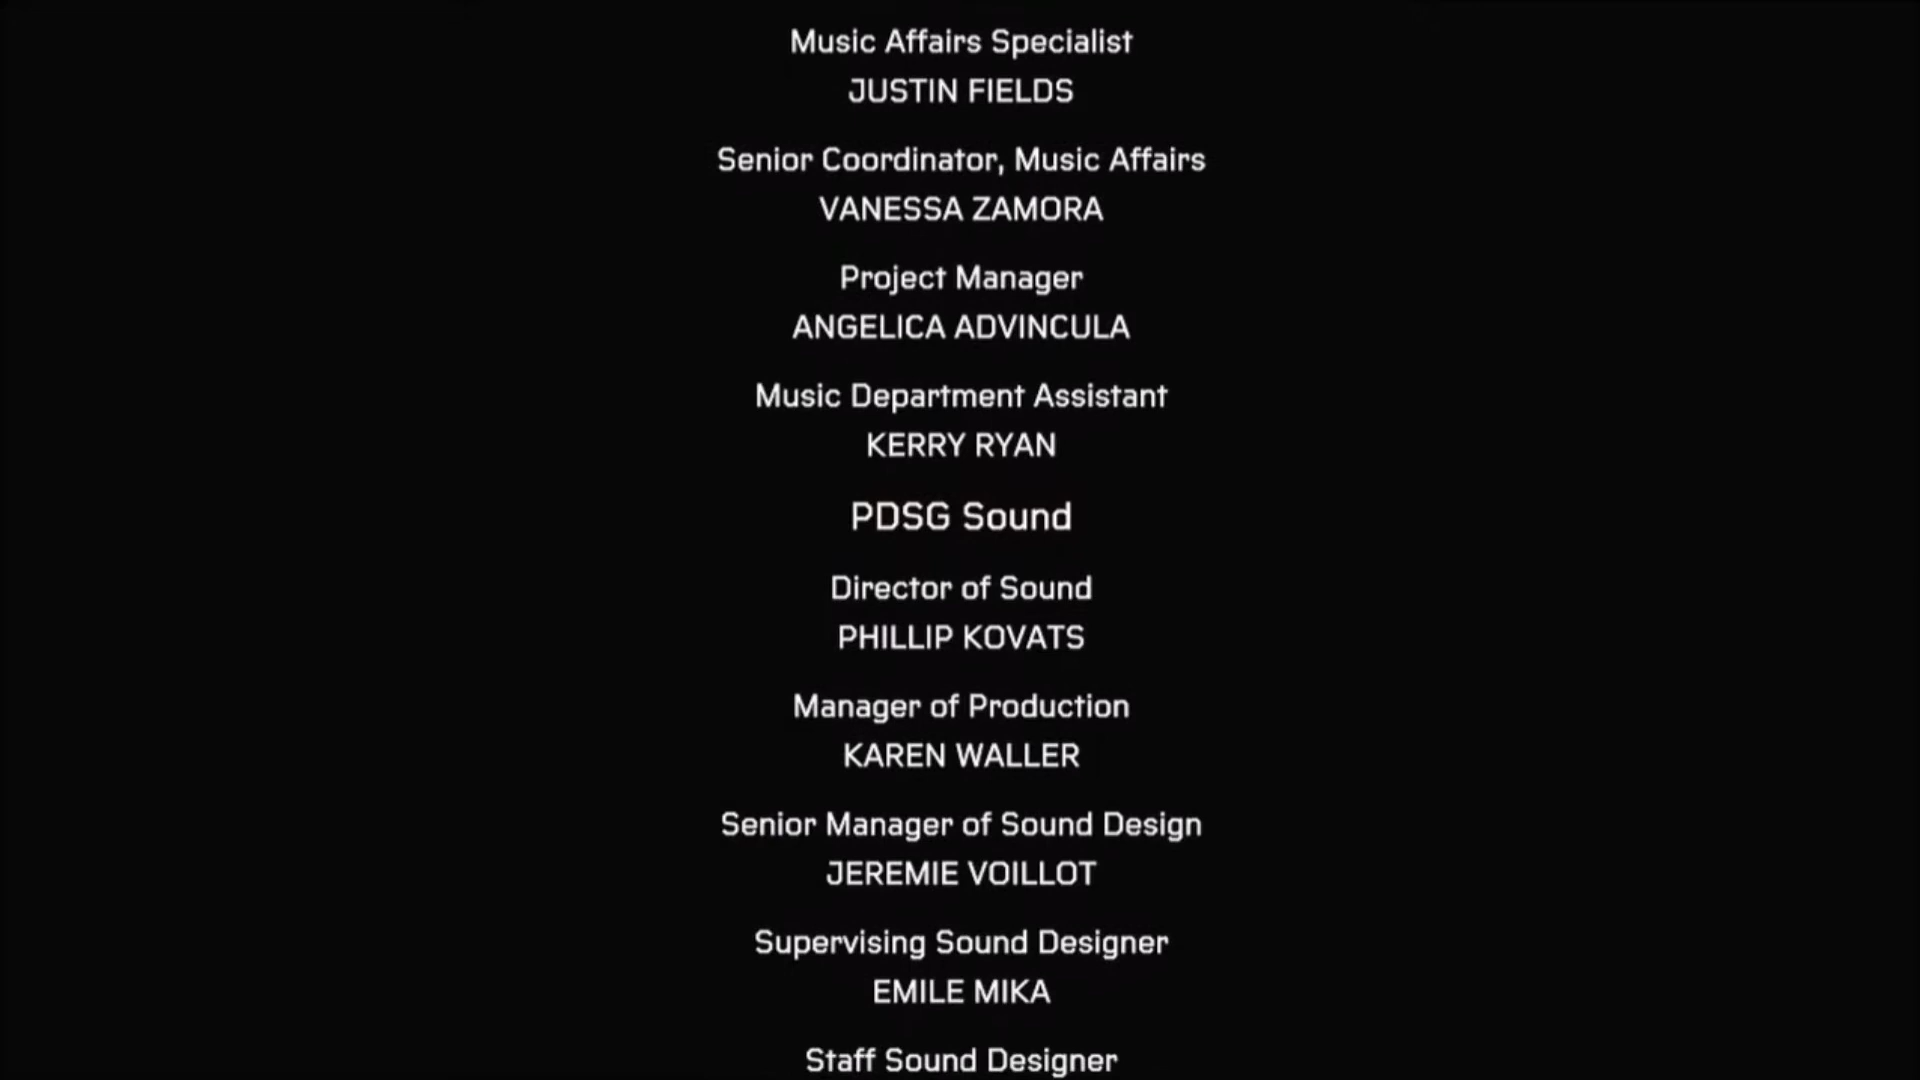 Music Affairs Specialist
JUSTIN FIELDS
Senior Coordinator, Music Affairs
VANESSA ZAMORA
Project Manager
ANGELICA ADVINCULA
Music Department Assistant
KERRY RYAN
PDSG Sound
Director of Sound
PHILLIP KOVATS
Manager of Production
KAREN WALLER
Senior Manager of Sound Design
JEREMIE VOILLOT
Supervising Sound Designer
EMILE MIKA
Staff Sound Designer